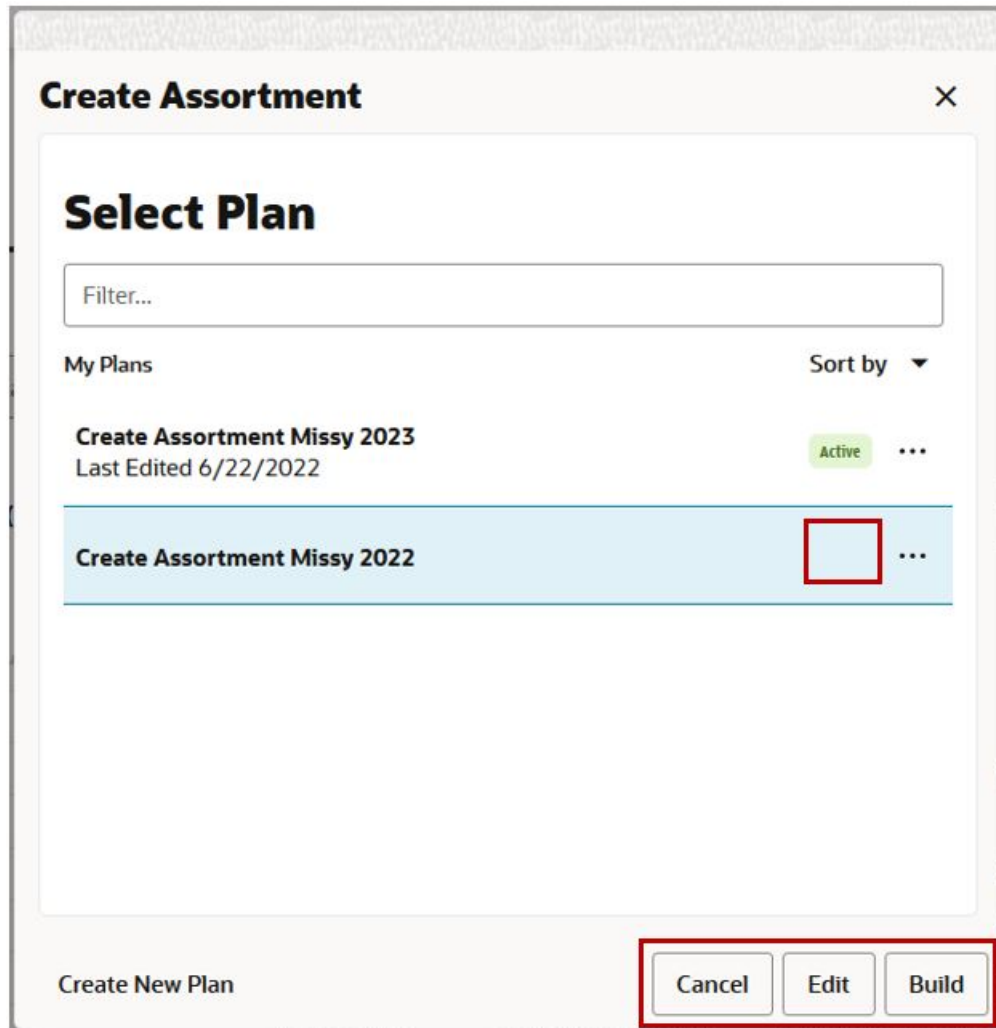 Create Assortment
Select Plan
Filter...
My Plans
Sort by
Create Assortment Missy 2023
Last Edited 6/22/2022
Active
...
Create Assortment Missy 2022
...
Create New Plan
Cancel
Edit
Build